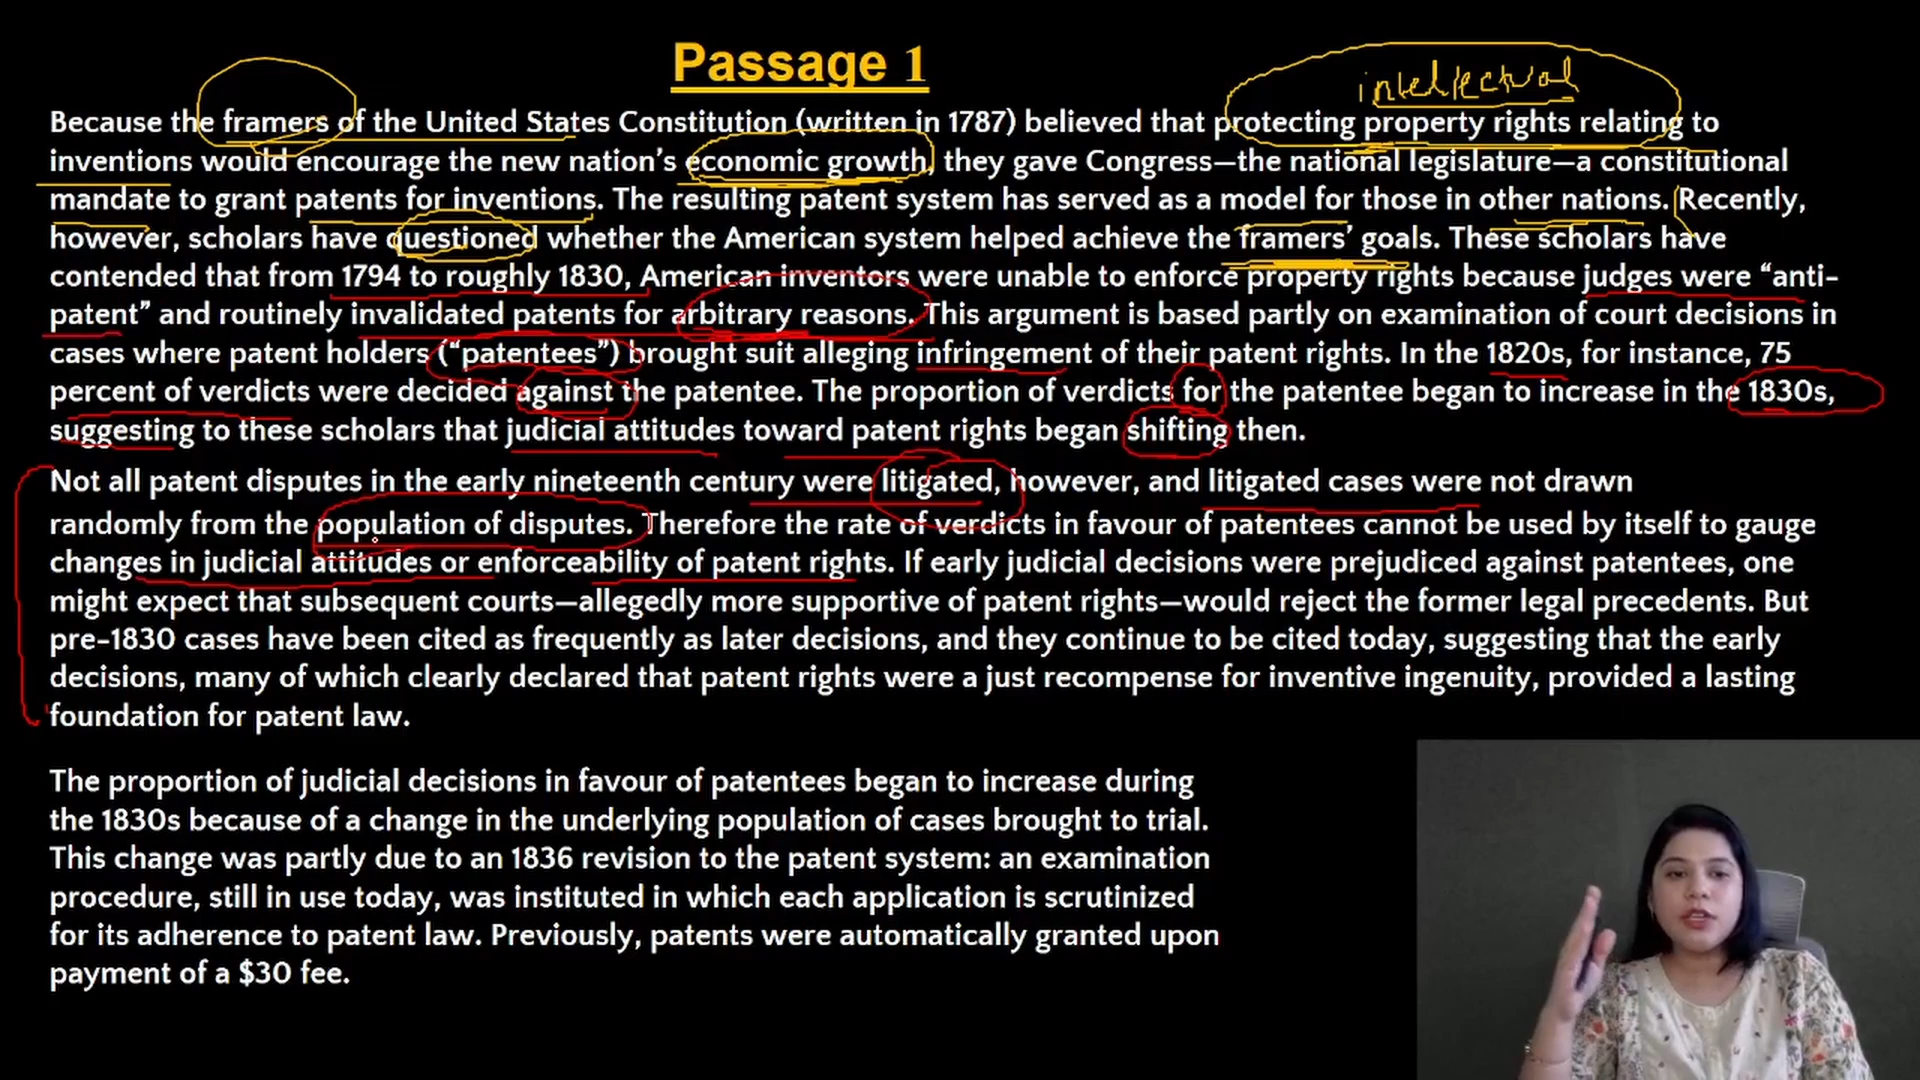 Passage 1
intellectual
Because the framers of the United States Constitution (written in 1787) believed that protecting property rights relating to
inventions would encourage the new nation’s economic growth, they gave Congress—the national legislature—a constitutional
mandate to grant patents for inventions. The resulting patent system has served as a model for those in other nations. Recently,
however, scholars have questioned whether the American system helped achieve the framers’ goals. These scholars have
contended that from 1794 to roughly 1830, American inventors were unable to enforce property rights because judges were “anti-
patent” and routinely invalidated patents for arbitrary reasons. This argument is based partly on examination of court decisions in
cases where patent holders (“patentees”) brought suit alleging infringement of their patent rights. In the 1820s, for instance, 75
percent of verdicts were decided against the patentee. The proportion of verdicts for the patentee began to increase in the 1830s,
suggesting to these scholars that judicial attitudes toward patent rights began shifting then.
Not all patent disputes in the early nineteenth century were litigated, however, and litigated cases were not drawn
randomly from the population of disputes. Therefore the rate of verdicts in favour of patentees cannot be used by itself to gauge
changes in judicial attitudes or enforceability of patent rights. If early judicial decisions were prejudiced against patentees, one
might expect that subsequent courts—allegedly more supportive of patent rights—would reject the former legal precedents. But
pre-1830 cases have been cited as frequently as later decisions, and they continue to be cited today, suggesting that the early
decisions, many of which clearly declared that patent rights were a just recompense for inventive ingenuity, provided a lasting
foundation for patent law.
The proportion of judicial decisions in favour of patentees began to increase during
the 1830s because of a change in the underlying population of cases brought to trial.
This change was partly due to an 1836 revision to the patent system: an examination
procedure, still in use today, was instituted in which each application is scrutinized
for its adherence to patent law. Previously, patents were automatically granted upon
payment of a $30 fee.